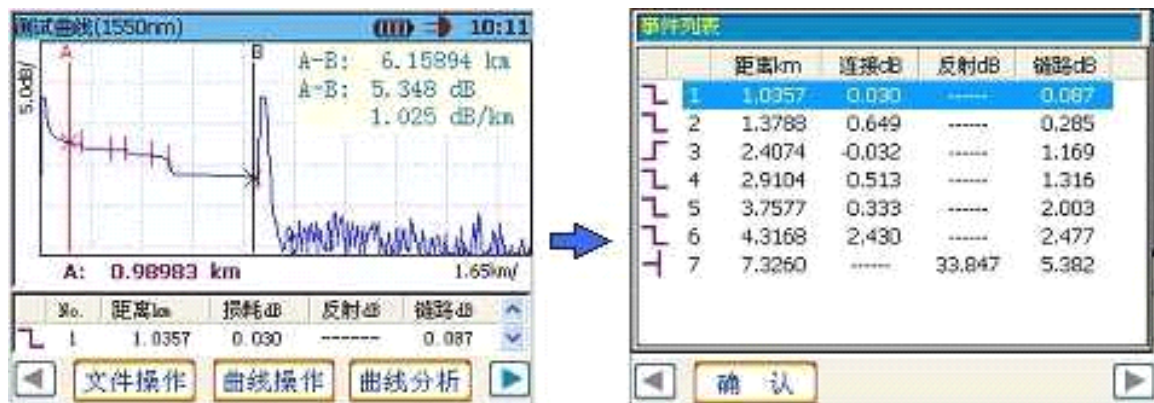 测试曲线(1550nm) 10:11
A B
A-B: 6.15894 km
A-B: 5.348 dB
1.025 dB/km
5.0dB/
A: 0.98983 km 1.65km/
No. 距离km 损耗dB 反射dB 链路dB
1 1.0357 0.030 ------- 0.087
文件操作 曲线操作 曲线分析
事件列表
距离km 连接dB 反射dB 链路dB
1 1.0357 0.030 ------ 0.087
2 1.3788 0.649 ------ 0.285
3 2.4074 -0.032 ------ 1.169
4 2.9104 0.513 ------ 1.316
5 3.7577 0.333 ------ 2.003
6 4.3168 2.430 ------ 2.477
7 7.3260 ------ 33.847 5.382
确 认